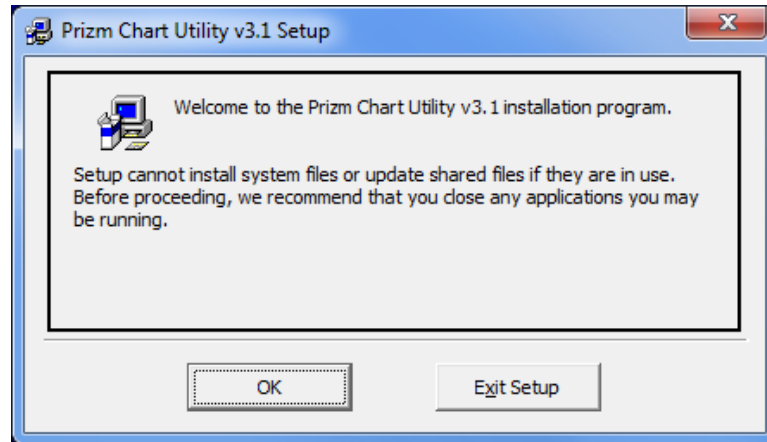 Prizm Chart Utility v3.1 Setup
Welcome to the Prizm Chart Utility v3.1 installation program.
Setup cannot install system files or update shared files if they are in use.
Before proceeding, we recommend that you close any applications you may
be running.
OK
Exit Setup